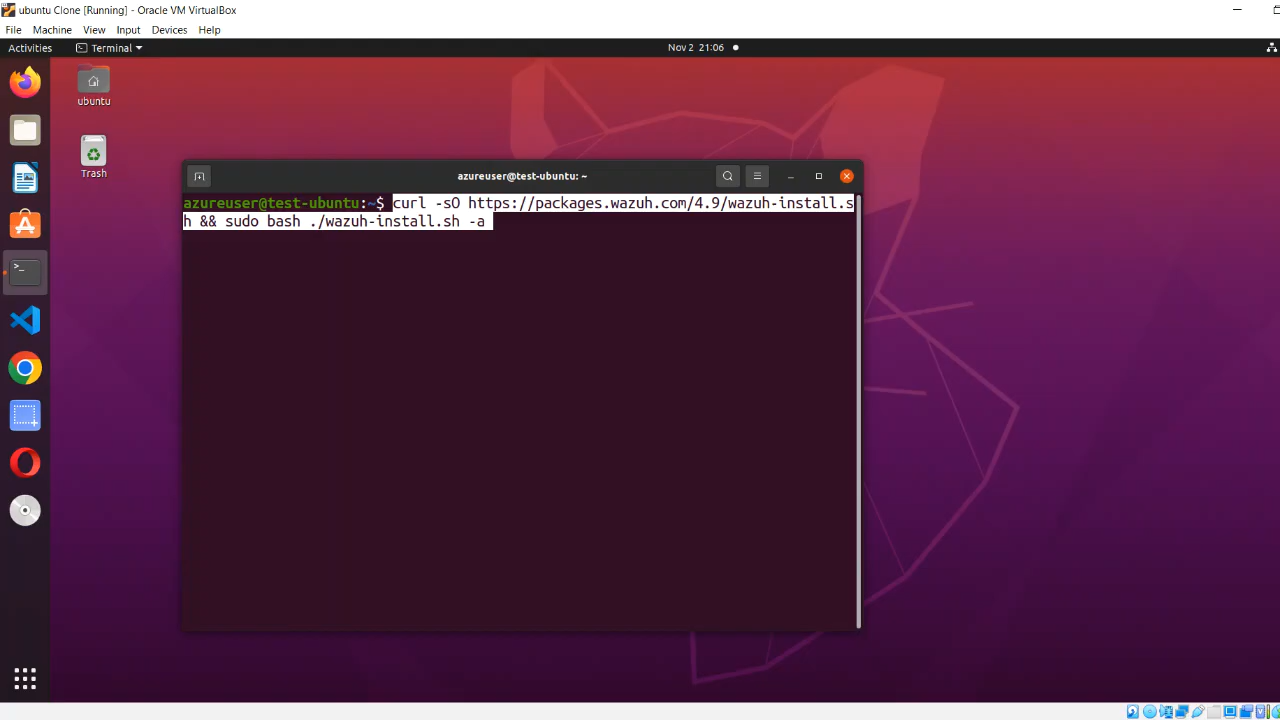 ubuntu Clone [Running] - Oracle VM VirtualBox
File Machine View Input Devices Help
Activities Terminal Nov 2 21:06
ubuntu
Trash
azureuser@test-ubuntu: ~
azureuser@test-ubuntu:~$ curl -sO https://packages.wazuh.com/4.9/wazuh-install.s
h && sudo bash ./wazuh-install.sh -a